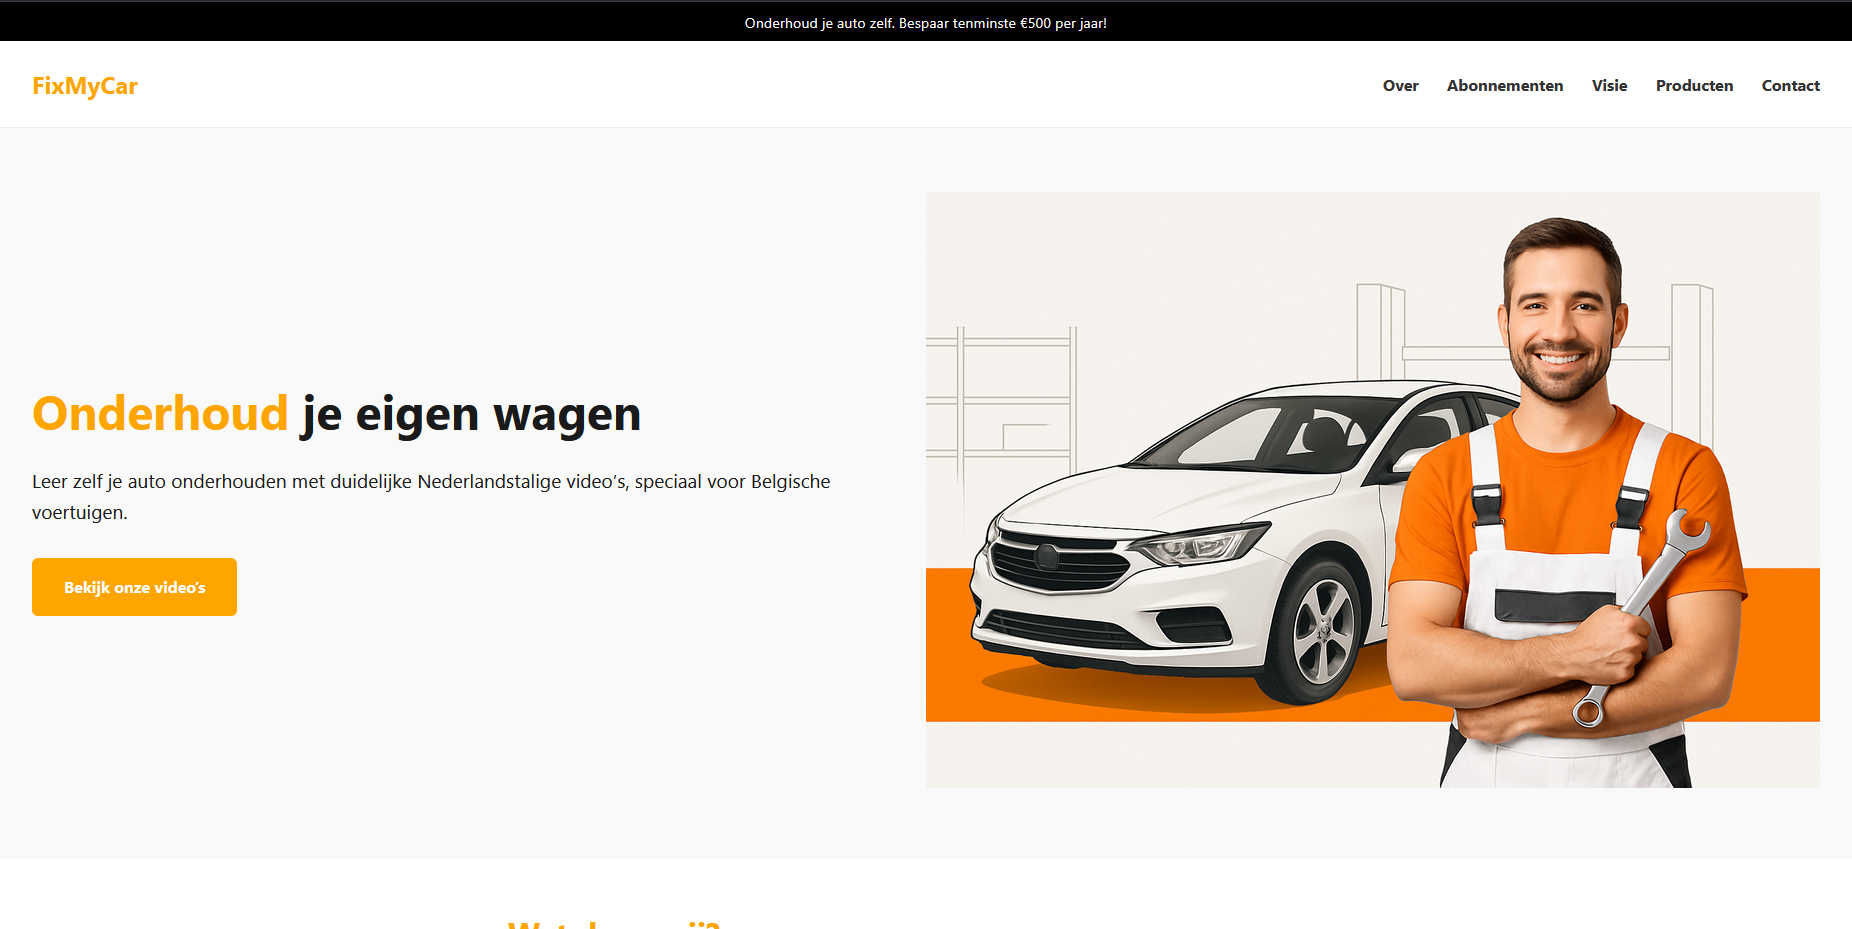 Onderhoud je auto zelf. Bespaar tenminste €500 per jaar!
FixMyCar
Over Abonnementen Visie Producten Contact
Onderhoud je eigen wagen
Leer zelf je auto onderhouden met duidelijke Nederlandstalige video’s, speciaal voor Belgische
voertuigen.
Bekijk onze video’s